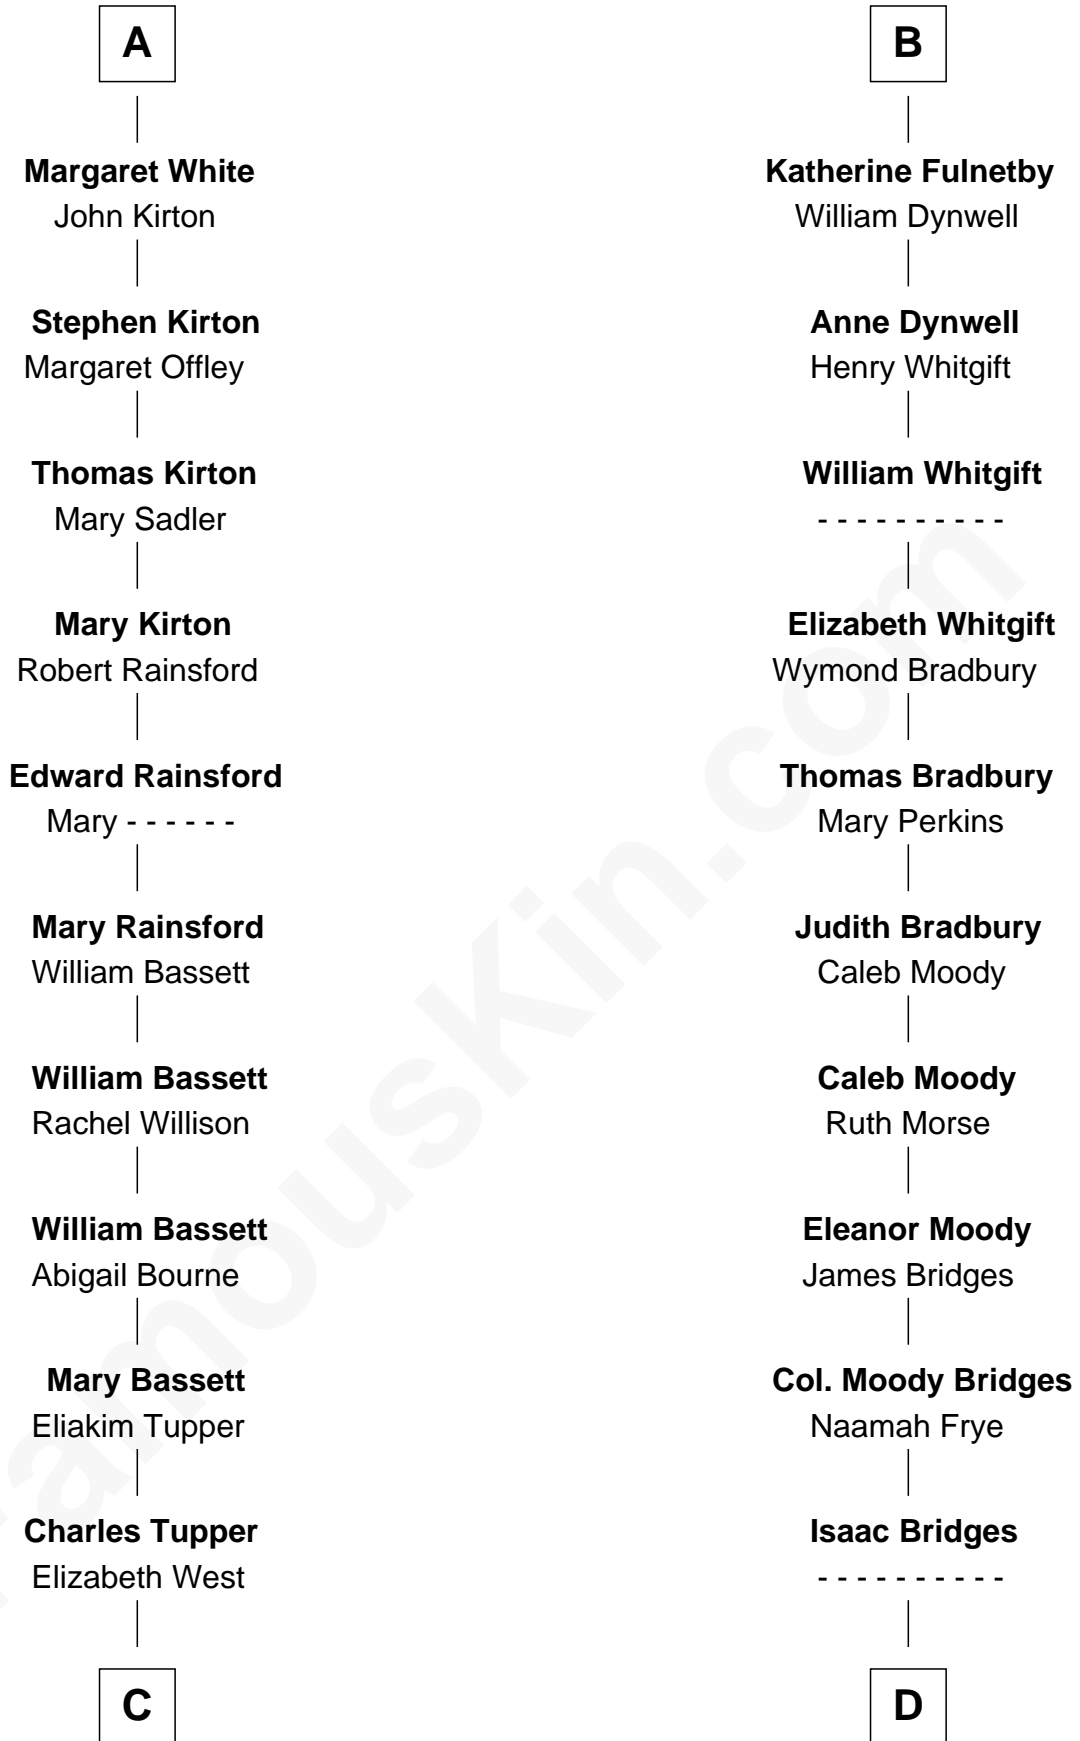 A
Margaret White
John Kirton
Stephen Kirton
Margaret Offley
Thomas Kirton
Mary Sadler
Mary Kirton
Robert Rainsford
Edward Rainsford
Mary - - - - - -
Mary Rainsford
William Bassett
William Bassett
Rachel Willison
William Bassett
Abigail Bourne
Mary Bassett
Eliakim Tupper
Charles Tupper
Elizabeth West
C
B
Katherine Fulnetby
William Dynwell
Anne Dynwell
Henry Whitgift
William Whitgift
- - - - - - - - - -
Elizabeth Whitgift
Wymond Bradbury
Thomas Bradbury
Mary Perkins
Judith Bradbury
Caleb Moody
Caleb Moody
Ruth Morse
Eleanor Moody
James Bridges
Col. Moody Bridges
Naamah Frye
Isaac Bridges
- - - - - - - - - -
D
FamousKin.com